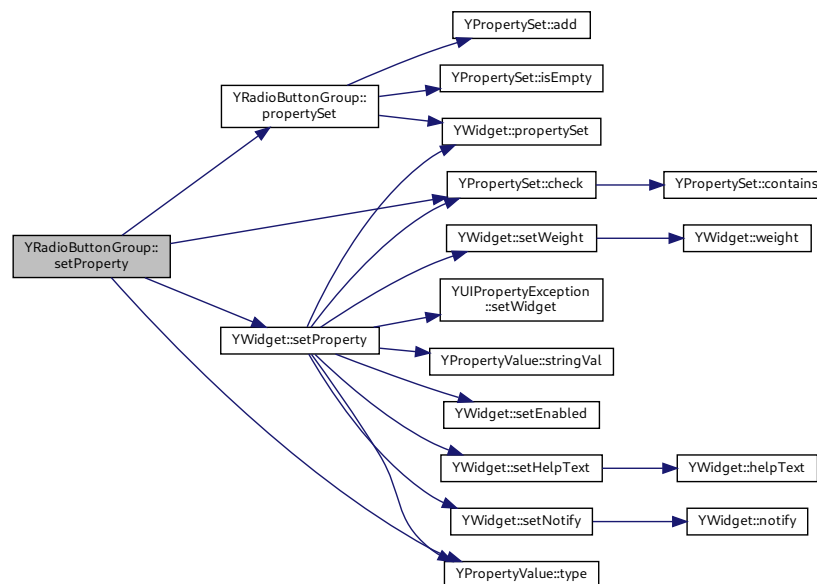 YPropertySet::add
YPropertySet::isEmpty
YRadioButtonGroup::
propertySet
YWidget::propertySet
YPropertySet::check
YPropertySet::contains
YRadioButtonGroup::
setProperty
YWidget::setWeight
YWidget::weight
YUIPropertyException
::setWidget
YWidget::setProperty
YPropertyValue::stringVal
YWidget::setEnabled
YWidget::setHelpText
YWidget::helpText
YWidget::setNotify
YWidget::notify
YPropertyValue::type